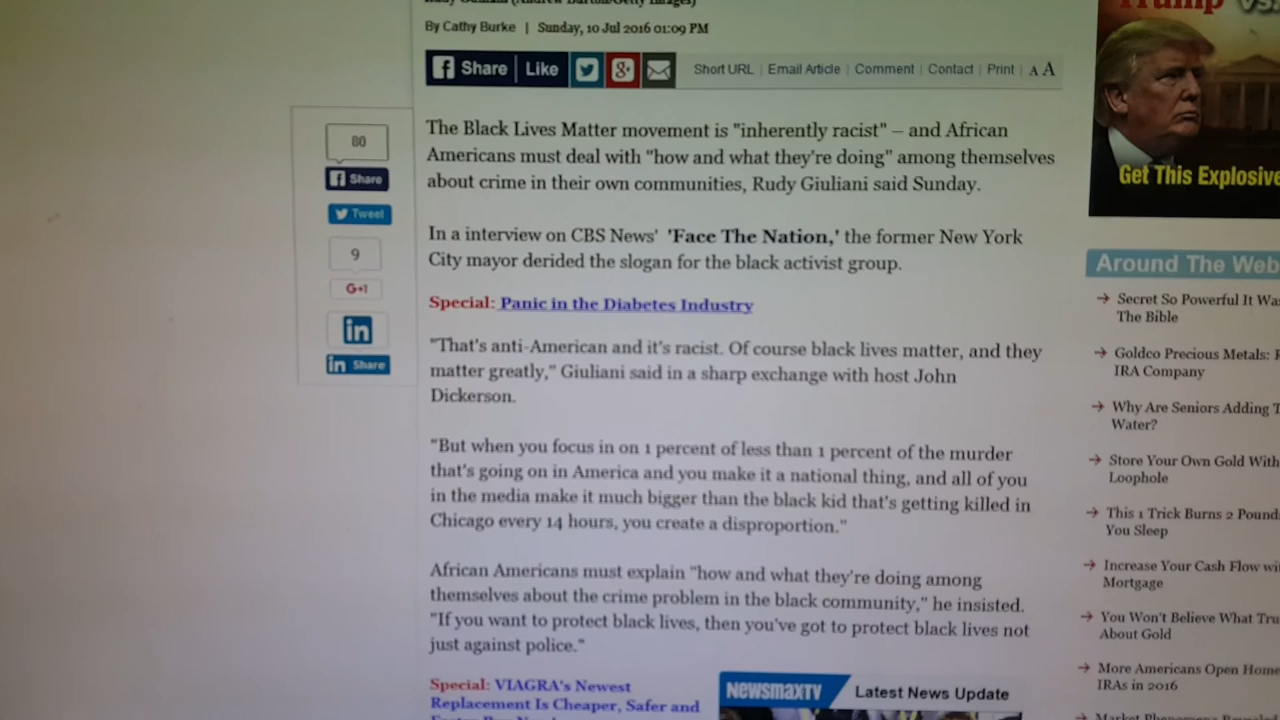 By Cathy Burke | Sunday, 10 Jul 2016 01:09 PM
Share Like
Short URL | Email Article | Comment | Contact | Print | A A
80
Share
Tweet
9
G+1
in
in Share
The Black Lives Matter movement is "inherently racist" – and African
Americans must deal with "how and what they're doing" among themselves
about crime in their own communities, Rudy Giuliani said Sunday.
In a interview on CBS News' 'Face The Nation,' the former New York
City mayor derided the slogan for the black activist group.
Special: Panic in the Diabetes Industry
"That's anti-American and it's racist. Of course black lives matter, and they
matter greatly," Giuliani said in a sharp exchange with host John
Dickerson.
"But when you focus in on 1 percent of less than 1 percent of the murder
that's going on in America and you make it a national thing, and all of you
in the media make it much bigger than the black kid that's getting killed in
Chicago every 14 hours, you create a disproportion."
African Americans must explain "how and what they're doing among
themselves about the crime problem in the black community," he insisted.
"If you want to protect black lives, then you've got to protect black lives not
just against police."
Special: VIAGRA's Newest
Replacement Is Cheaper, Safer and
NEWSMAXTV Latest News Update
Trump vs.
Get This Explosive
Around The Web
Secret So Powerful It Was
The Bible
Goldco Precious Metals:
IRA Company
Why Are Seniors Adding
Water?
Store Your Own Gold With
Loophole
This 1 Trick Burns 2 Pound
You Sleep
Increase Your Cash Flow
Mortgage
You Won't Believe What
About Gold
More Americans Open Home
IRAs in 2016